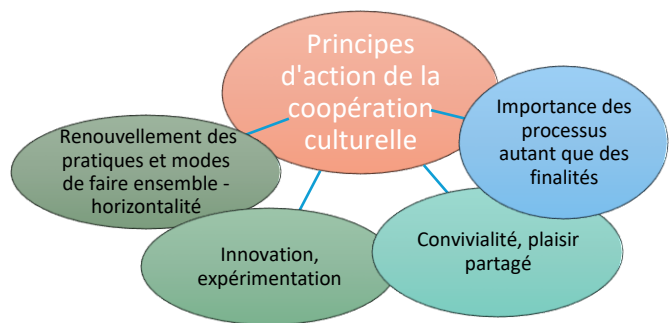 Principes
d'action de la
coopération
culturelle
Importance des
processus
autant que des
finalités
Renouvellement des
pratiques et modes
de faire ensemble -
horizontalité
Innovation,
expérimentation
Convivialité, plaisir
partagé